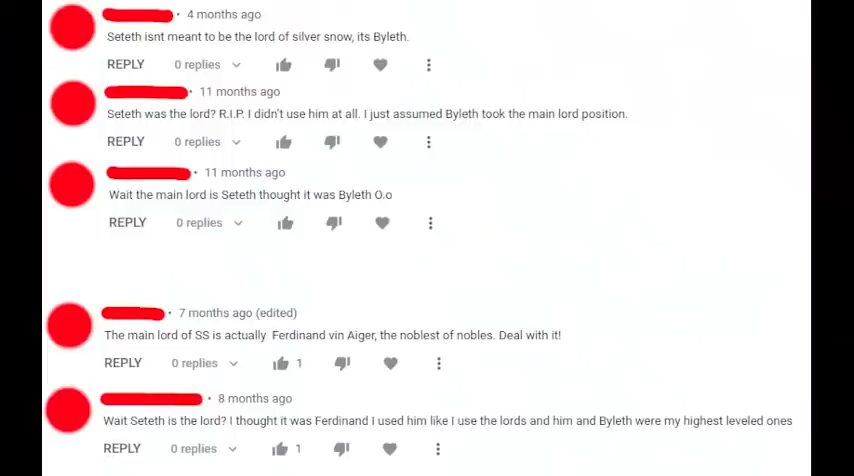 • 4 months ago
Seteth isnt meant to be the lord of silver snow, its Byleth.
REPLY 0 replies
• 11 months ago
Seteth was the lord? R.I.P. I didn't use him at all. I just assumed Byleth took the main lord position.
REPLY 0 replies
• 11 months ago
Wait the main lord is Seteth thought it was Byleth O.o
REPLY 0 replies
• 7 months ago (edited)
The main lord of SS is actually Ferdinand vin Aiger, the noblest of nobles. Deal with it!
REPLY 0 replies 1
• 8 months ago
Wait Seteth is the lord? I thought it was Ferdinand I used him like I use the lords and him and Byleth were my highest leveled ones
REPLY 0 replies 1